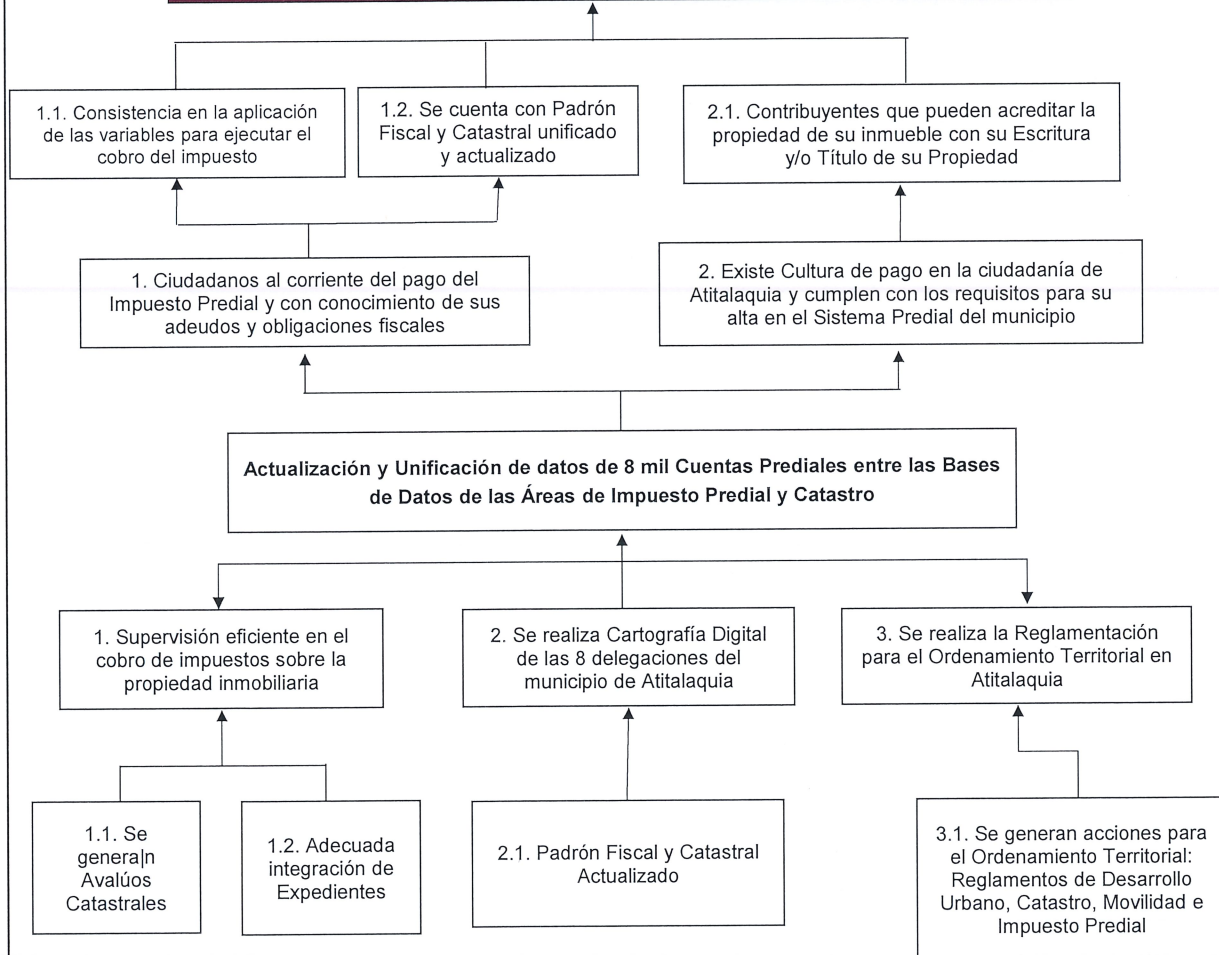 1.1. Consistencia en la aplicación
de las variables para ejecutar el
cobro del impuesto
1.2. Se cuenta con Padrón
Fiscal y Catastral unificado
y actualizado
2.1. Contribuyentes que pueden acreditar la
propiedad de su inmueble con su Escritura
y/o Título de su Propiedad
1. Ciudadanos al corriente del pago del
Impuesto Predial y con conocimiento de sus
adeudos y obligaciones fiscales
2. Existe Cultura de pago en la ciudadanía de
Atitalaquia y cumplen con los requisitos para su
alta en el Sistema Predial del municipio
Actualización y Unificación de datos de 8 mil Cuentas Prediales entre las Bases
de Datos de las Áreas de Impuesto Predial y Catastro
1. Supervisión eficiente en el
cobro de impuestos sobre la
propiedad inmobiliaria
2. Se realiza Cartografía Digital
de las 8 delegaciones del
municipio de Atitalaquia
3. Se realiza la Reglamentación
para el Ordenamiento Territorial en
Atitalaquia
1.1. Se
genera|n
Avalúos
Catastrales
1.2. Adecuada
integración de
Expedientes
2.1. Padrón Fiscal y Catastral
Actualizado
3.1. Se generan acciones para
el Ordenamiento Territorial:
Reglamentos de Desarrollo
Urbano, Catastro, Movilidad e
Impuesto Predial